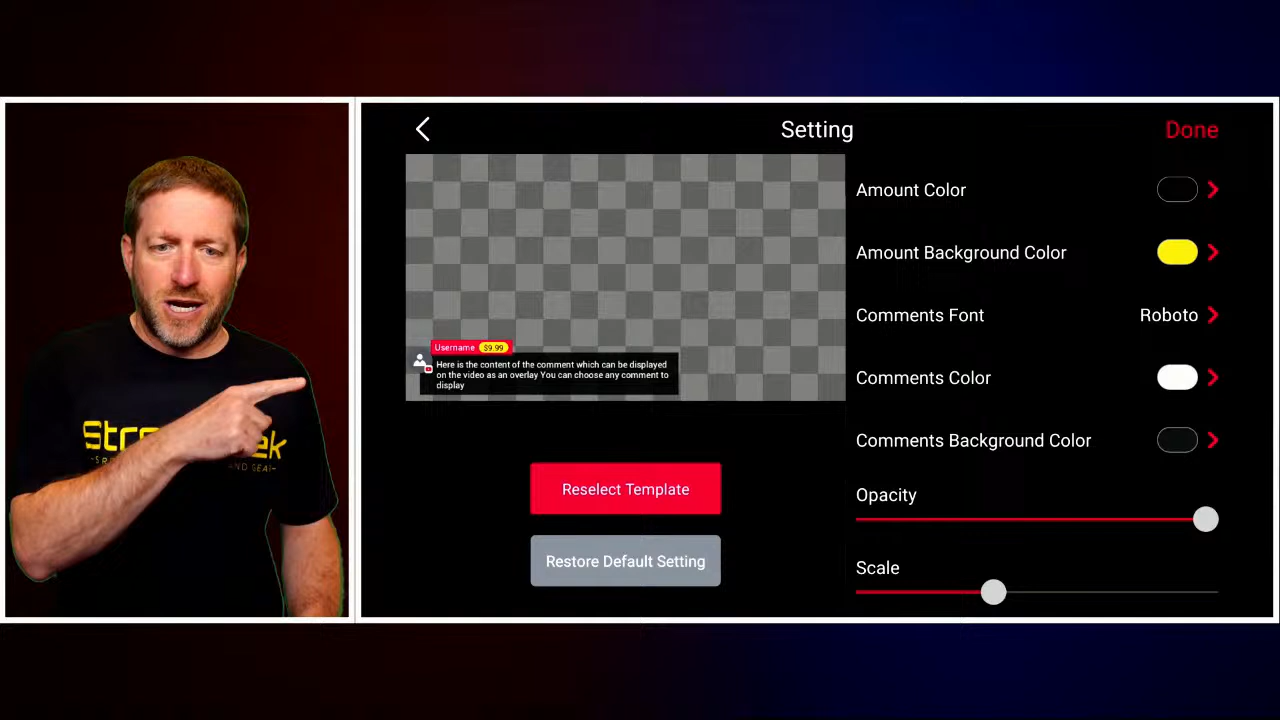 Setting
Done
Amount Color
Amount Background Color
Comments Font
Roboto
Comments Color
Comments Background Color
Opacity
Scale
Username $9.99
Here is the content of the comment which can be displayed
on the video as an overlay You can choose any comment to
display
Reselect Template
Restore Default Setting
AND GEAR-